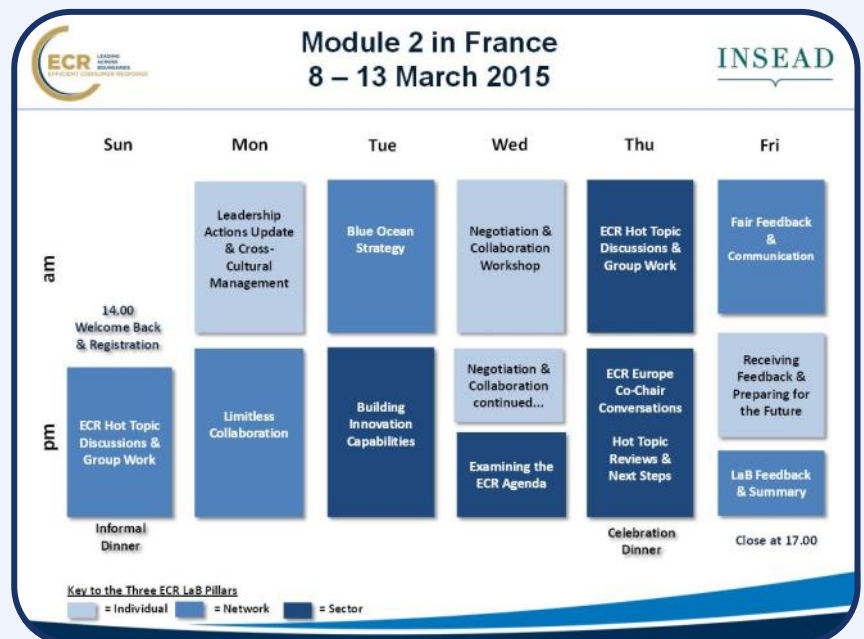 ECR
LEADING
ACROSS
BOUNDARIES
EFFICIENT CONSUMER RESPONSE
Module 2 in France
8 – 13 March 2015
INSEAD
Sun
Mon
Tue
Wed
Thu
Fri
am
Leadership
Actions Update
& Cross-
Cultural
Management
Blue Ocean
Strategy
Negotiation &
Collaboration
Workshop
ECR Hot Topic
Discussions &
Group Work
Fair Feedback
&
Communication
14.00
Welcome Back
& Registration
pm
ECR Hot Topic
Discussions &
Group Work
Limitless
Collaboration
Building
Innovation
Capabilities
Negotiation &
Collaboration
continued...
Examining the
ECR Agenda
ECR Europe
Co-Chair
Conversations
Hot Topic
Reviews &
Next Steps
Receiving
Feedback &
Preparing for
the Future
LaB Feedback
& Summary
Informal
Dinner
Celebration
Dinner
Close at 17.00
Key to the Three ECR LaB Pillars
= Individual = Network = Sector